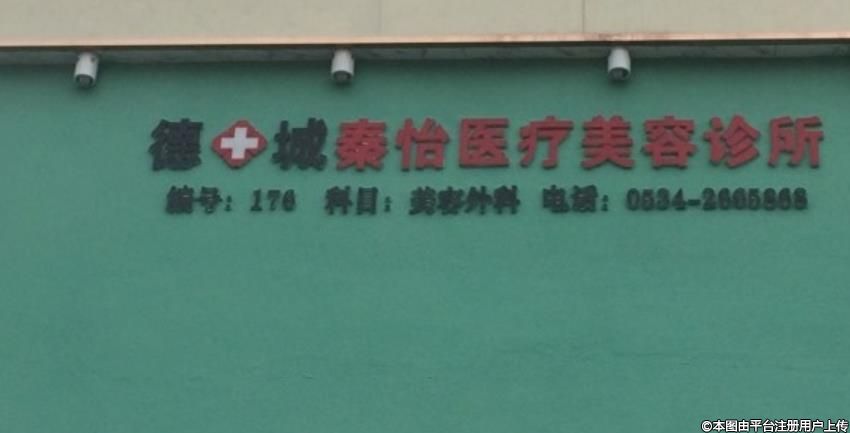 德城秦怡医疗美容诊所
编号：176 科目：美容外科 电话：0534-2665868
©本图由平台注册用户上传